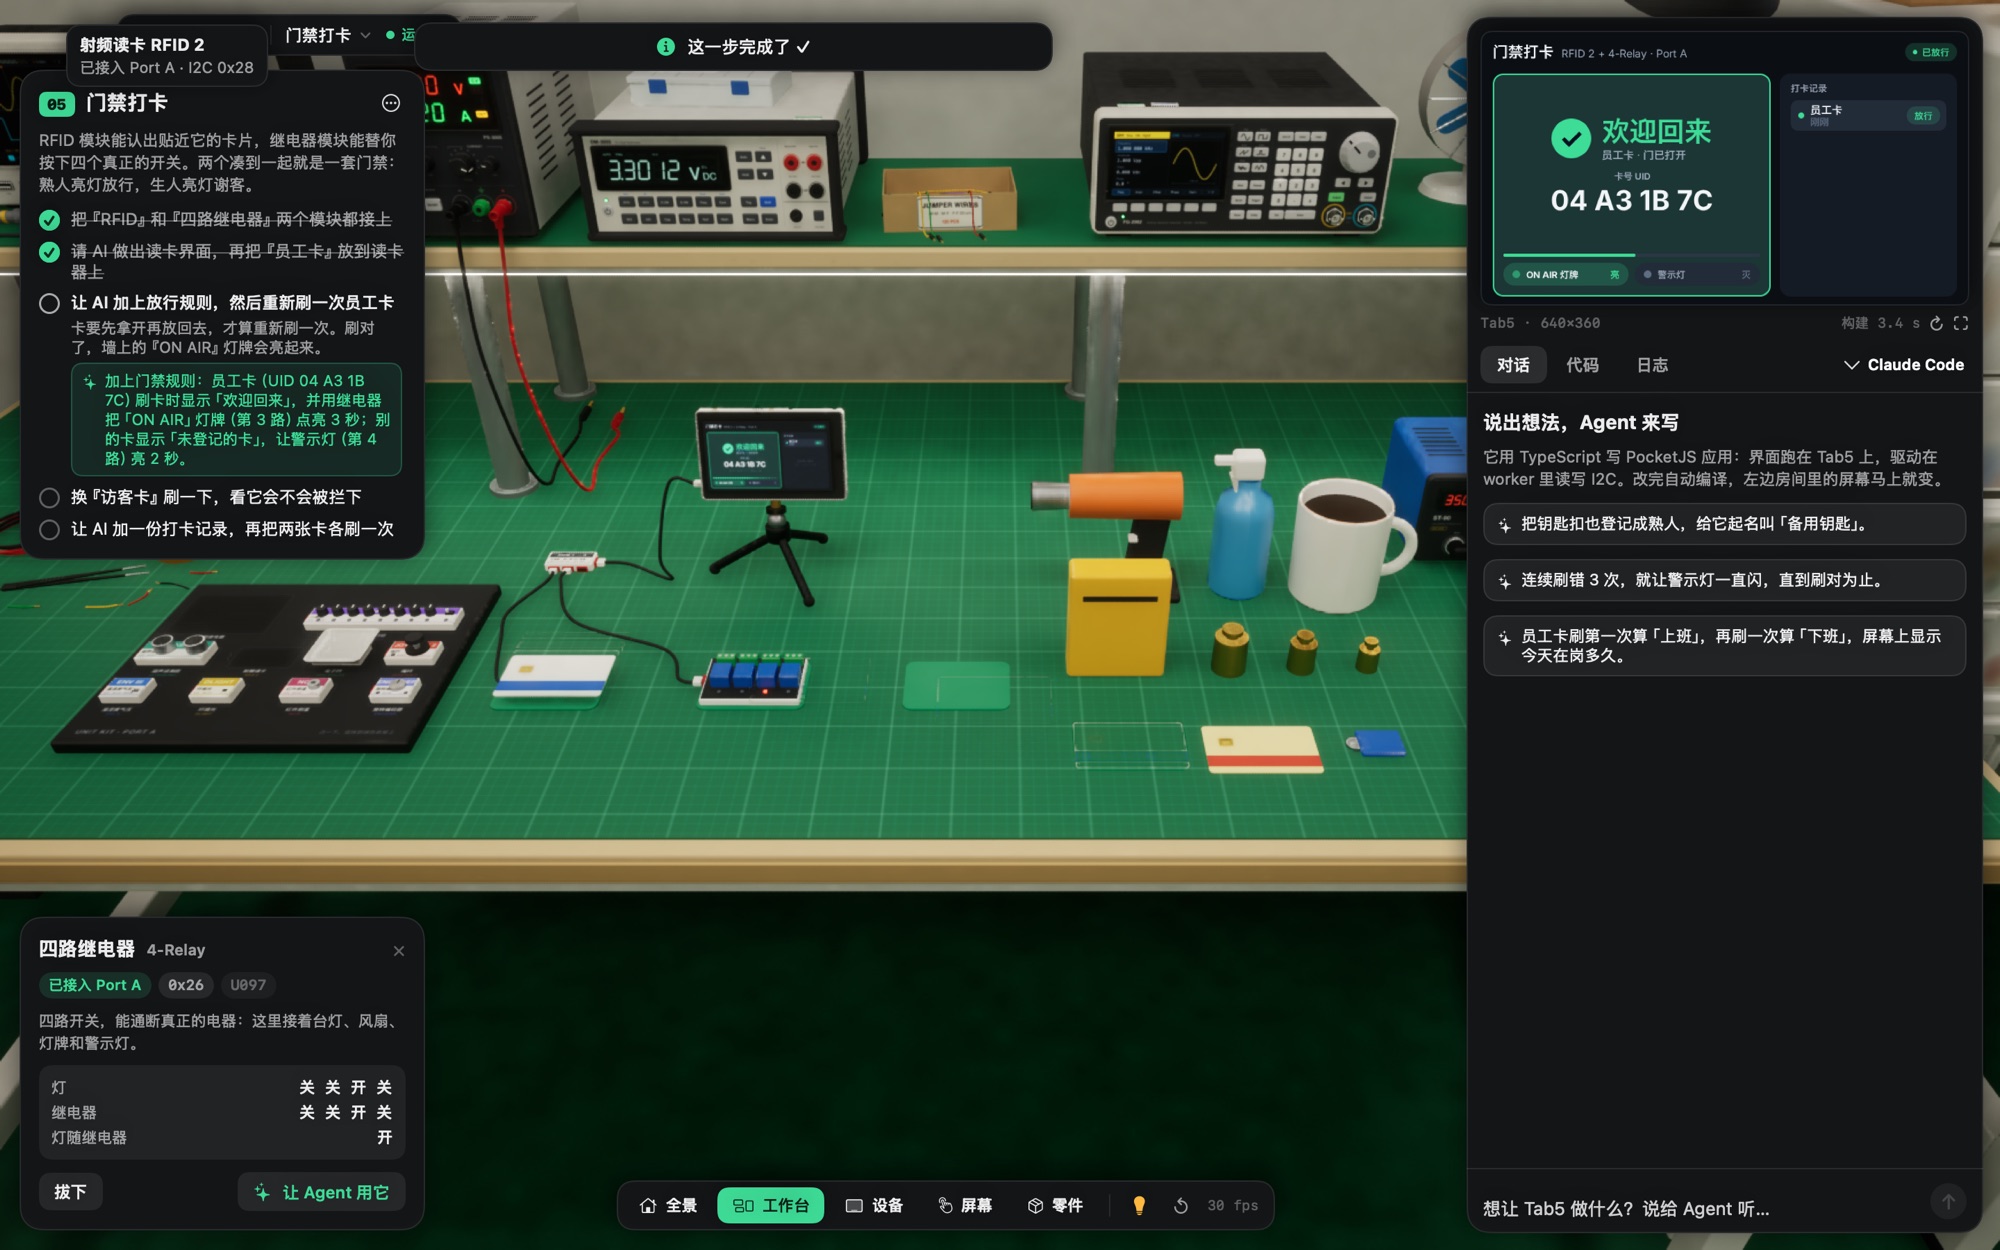 射频读卡 RFID 2
已接入 Port A · I2C 0x28
门禁打卡
运
这一步完成了 ✓
05 门禁打卡
RFID 模块能认出贴近它的卡片，继电器模块能替你
按下四个真正的开关。两个凑到一起就是一套门禁：
熟人亮灯放行，生人亮灯谢客。
把『RFID』和『四路继电器』两个模块都接上
请 AI 做出读卡界面，再把『员工卡』放到读卡
器上
让 AI 加上放行规则，然后重新刷一次员工卡
卡要先拿开再放回去，才算重新刷一次。刷对
了，墙上的『ON AIR』灯牌会亮起来。
加上门禁规则：员工卡 (UID 04 A3 1B
7C) 刷卡时显示「欢迎回来」，并用继电器
把「ON AIR」灯牌 (第 3 路) 点亮 3 秒；别
的卡显示「未登记的卡」，让警示灯 (第 4
路) 亮 2 秒。
换『访客卡』刷一下，看它会不会被拦下
让 AI 加一份打卡记录，再把两张卡各刷一次
0 V
20 A
3.3012 V DC
JUMPER WIRES
欢迎回来
04 A3 1B 7C
350
UNIT KIT · PORT A
四路继电器 4-Relay
已接入 Port A 0x26 U097
四路开关，能通断真正的电器：这里接着台灯、风扇、
灯牌和警示灯。
灯 关 关 开 关
继电器 关 关 开 关
灯随继电器 开
拔下
让 Agent 用它
全景 工作台 设备 屏幕 零件 30 fps
门禁打卡 RFID 2 + 4-Relay · Port A
已放行
欢迎回来
员工卡 · 门已打开
卡号 UID
04 A3 1B 7C
ON AIR 灯牌 亮
警示灯 灭
打卡记录
员工卡
刚刚
放行
Tab5 · 640×360
构建 3.4 s
对话 代码 日志
Claude Code
说出想法，Agent 来写
它用 TypeScript 写 PocketJS 应用：界面跑在 Tab5 上，驱动在
worker 里读写 I2C。改完自动编译，左边房间里的屏幕马上就变。
把钥匙扣也登记成熟人，给它起名叫「备用钥匙」。
连续刷错 3 次，就让警示灯一直闪，直到刷对为止。
员工卡刷第一次算「上班」，再刷一次算「下班」，屏幕上显示
今天在岗多久。
想让 Tab5 做什么？说给 Agent 听...